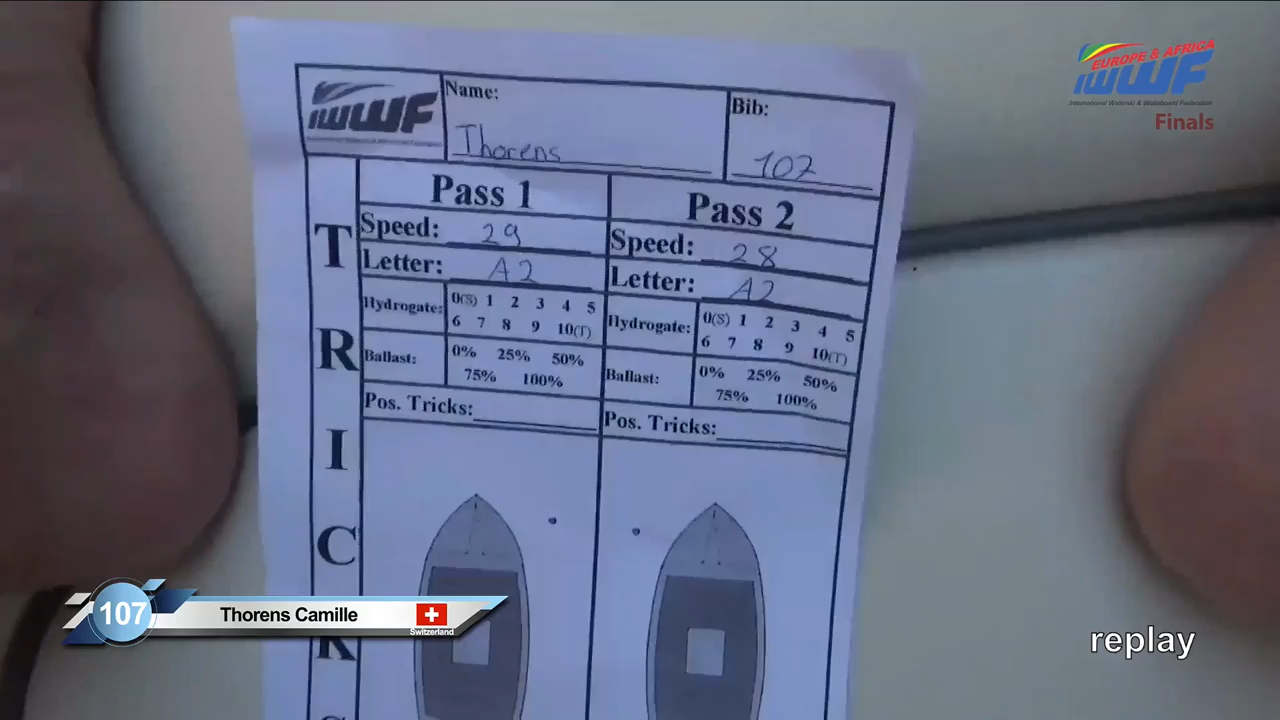 EUROPE & AFRICA
IWWF
International Waterski & Wakeboard Federation
Finals
IWWF
Name: Thorens
Bib: 107
TRICKS
Pass 1
Speed: 29
Letter: A2
Hydrogate: 0(S) 1 2 3 4 5
6 7 8 9 10(T)
Ballast: 0% 25% 50%
75% 100%
Pos. Tricks:
Pass 2
Speed: 28
Letter: A2
Hydrogate: 0(S) 1 2 3 4 5
6 7 8 9 10(T)
Ballast: 0% 25% 50%
75% 100%
Pos. Tricks:
107
Thorens Camille
Switzerland
replay